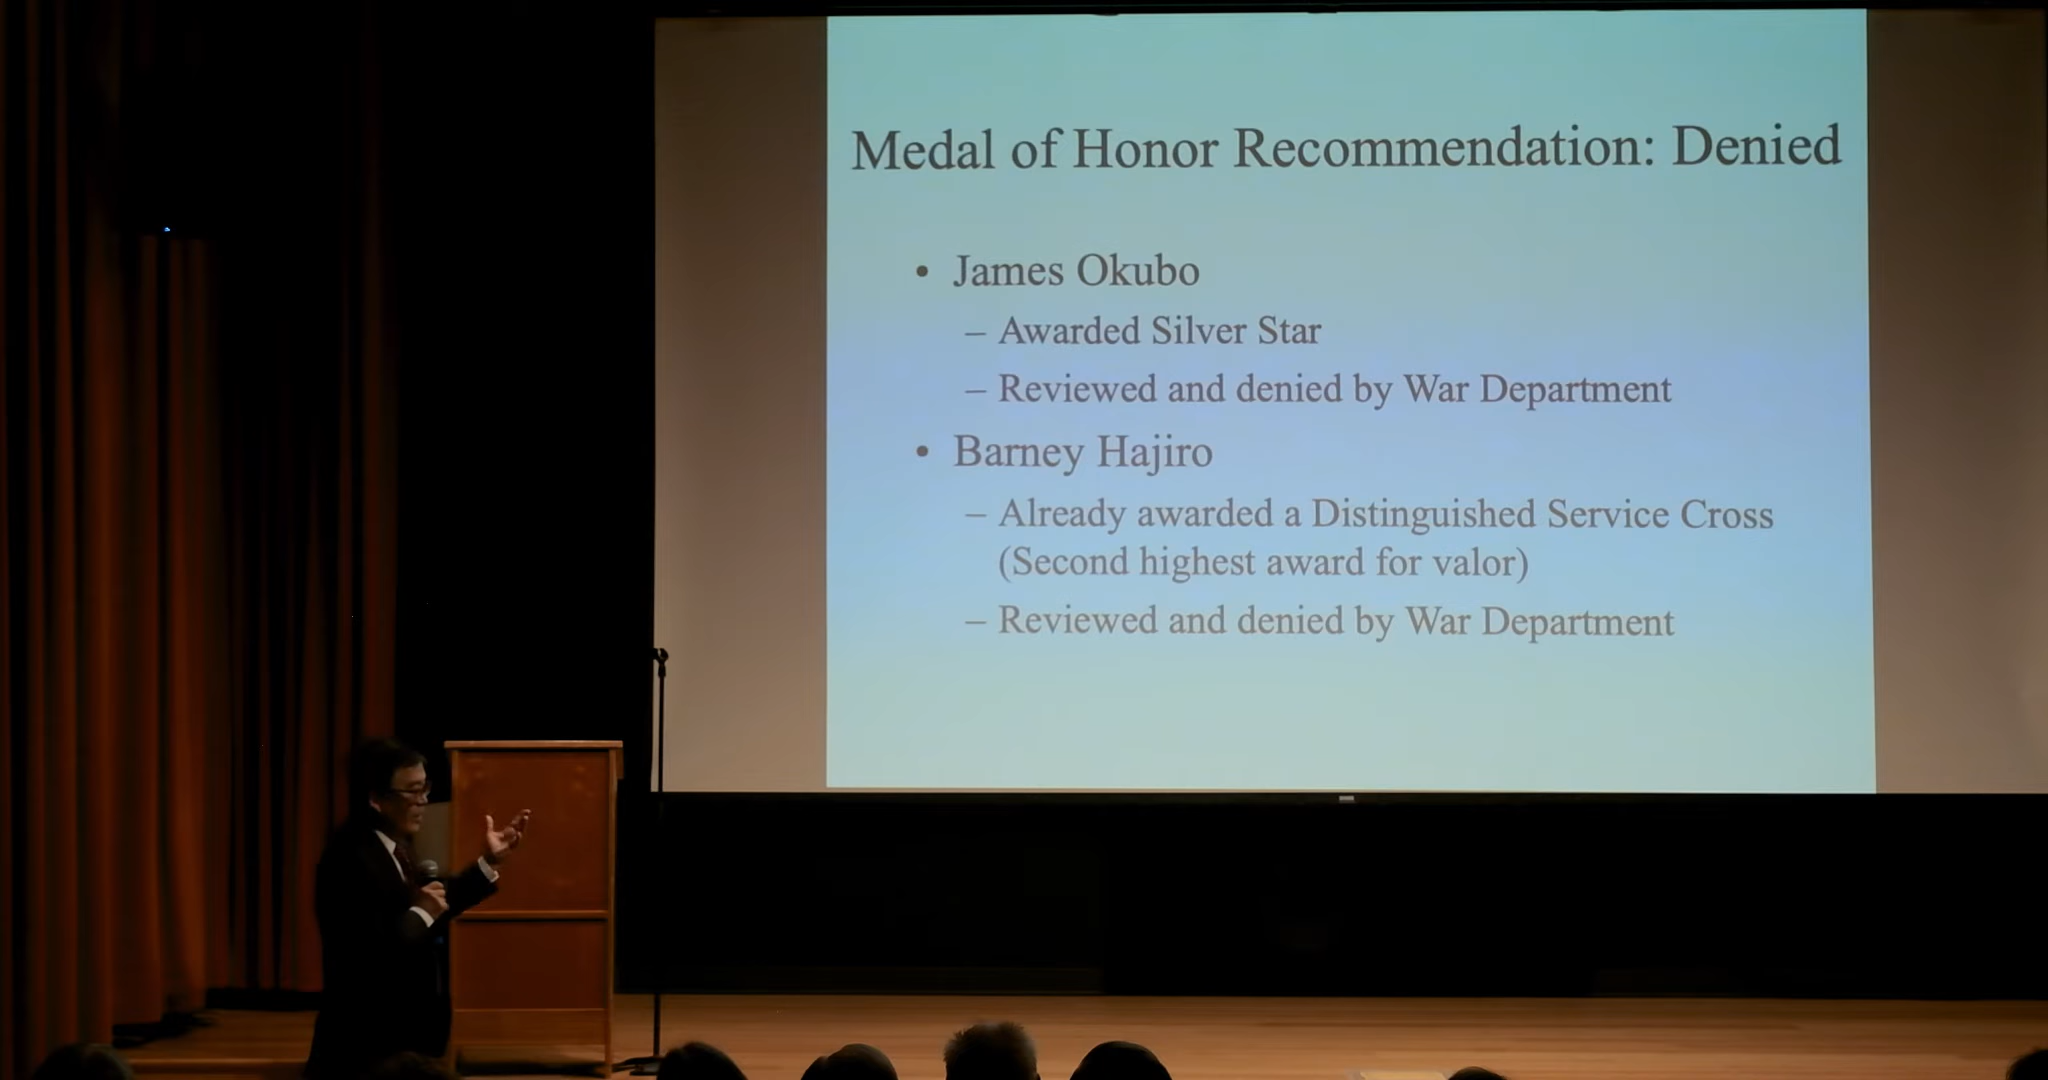 Medal of Honor Recommendation: Denied
• James Okubo
– Awarded Silver Star
– Reviewed and denied by War Department
• Barney Hajiro
– Already awarded a Distinguished Service Cross
(Second highest award for valor)
– Reviewed and denied by War Department